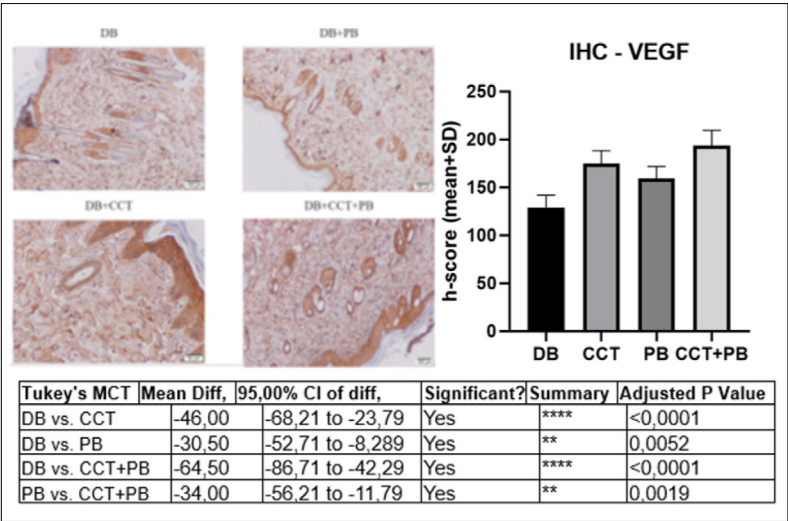 DB
DB+PB
DB+CCT
DB+CCT+PB
IHC - VEGF
h-score (mean+SD)
250
200
150
100
50
0
DB CCT PB CCT+PB
Tukey's MCT Mean Diff, 95,00% CI of diff, Significant? Summary Adjusted P Value
DB vs. CCT -46,00 -68,21 to -23,79 Yes **** <0,0001
DB vs. PB -30,50 -52,71 to -8,289 Yes ** 0,0052
DB vs. CCT+PB -64,50 -86,71 to -42,29 Yes **** <0,0001
PB vs. CCT+PB -34,00 -56,21 to -11,79 Yes ** 0,0019